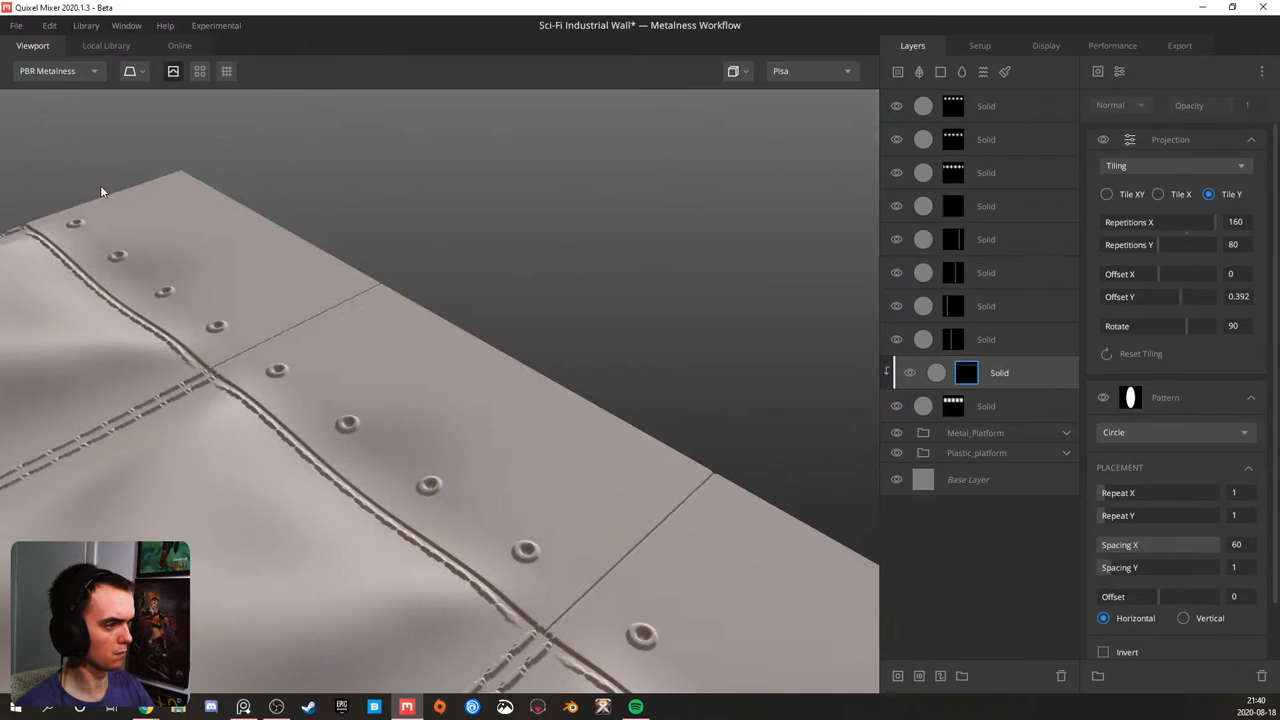 Quixel Mixer 2020.1.3 - Beta
File Edit Library Window Help Experimental
Sci-Fi Industrial Wall* — Metalness Workflow
Viewport Local Library Online
Layers Setup Display Performance Export
PBR Metalness
Pisa
Normal Opacity 1
Solid
Solid
Solid
Solid
Solid
Solid
Solid
Solid
Solid
Solid
Metal_Platform
Plastic_platform
Base Layer
Projection
Tiling
Tile XY Tile X Tile Y
Repetitions X 160
Repetitions Y 80
Offset X 0
Offset Y 0.392
Rotate 90
Reset Tiling
Pattern
Circle
PLACEMENT
Repeat X 1
Repeat Y 1
Spacing X 60
Spacing Y 1
Offset 0
Horizontal Vertical
Invert
EPIC
B
M
21:40
2020-08-18